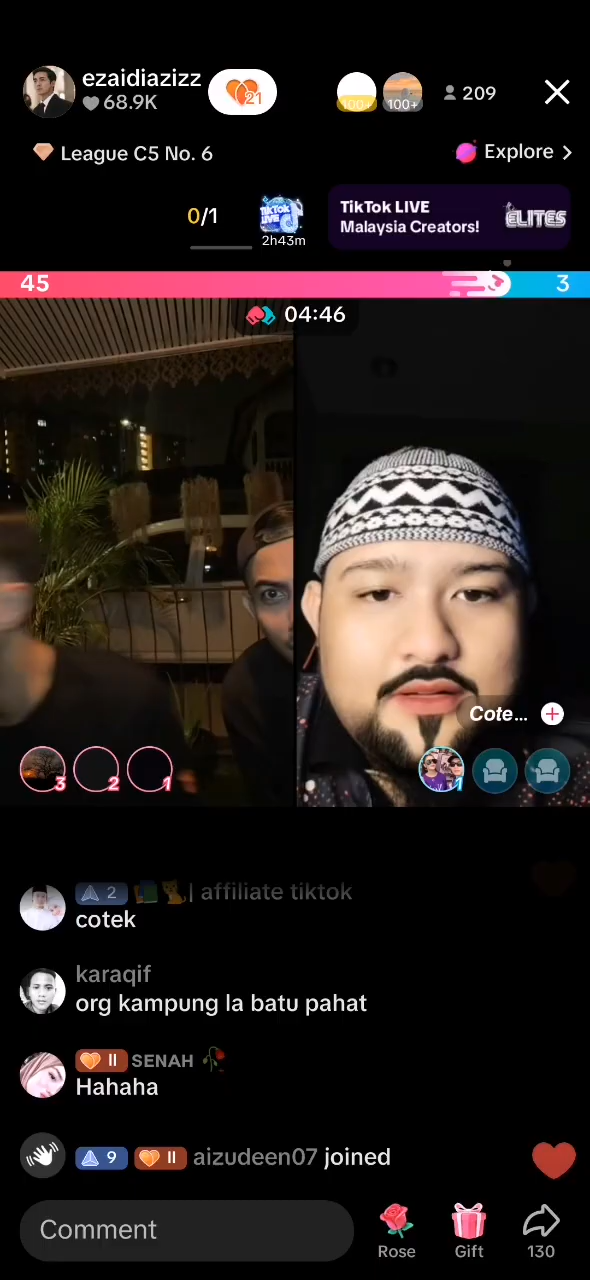 ezaidiazizz
68.9K
21
100+
100+
209
League C5 No. 6
Explore
0/1
TikTok LIVE
2h43m
TikTok LIVE
Malaysia Creators!
ELITES
45
3
04:46
Cote...
3
2
1
1
2 | affiliate tiktok
cotek
karaqif
org kampung la batu pahat
II SENAH
Hahaha
9 II aizudeen07 joined
Comment
Rose
Gift
130